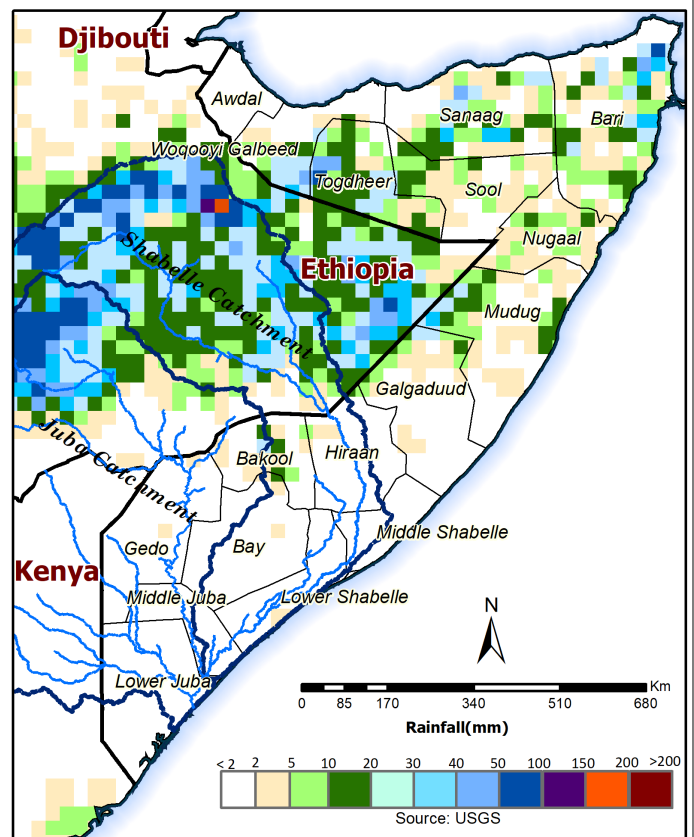 Djibouti
Awdal
Sanaag
Bari
Woqooyi Galbeed
Togdheer
Sool
Shabelle Catchment
Nugaal
Ethiopia
Mudug
Galgaduud
Juba Catchment
Bakool
Hiraan
Middle Shabelle
Gedo
Bay
Kenya
Middle Juba
Lower Shabelle
N
Lower Juba
Km
0 85 170 340 510 680
Rainfall(mm)
< 2 2 5 10 20 30 40 50 100 150 200 >200
Source: USGS